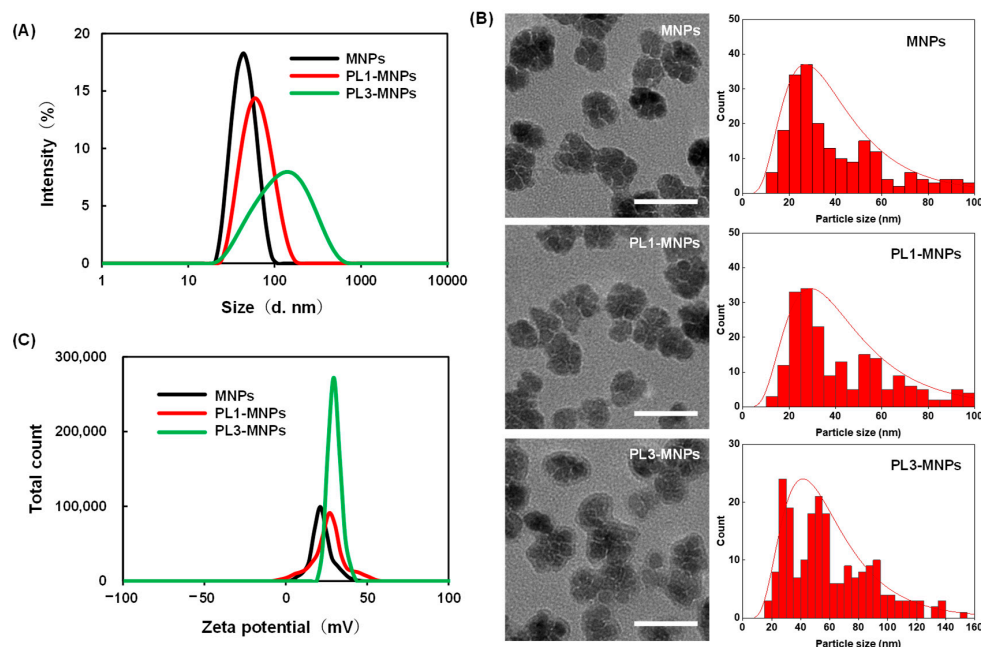 (A)
20
15
10
5
0
Intensity (%)
MNPs
PL1-MNPs
PL3-MNPs
1 10 100 1000 10000
Size (d. nm)
(B)
MNPs
50
40
30
20
10
0
Count
MNPs
0 20 40 60 80 100
Particle size (nm)
PL1-MNPs
50
40
30
20
10
0
Count
PL1-MNPs
0 20 40 60 80 100
Particle size (nm)
PL3-MNPs
30
20
10
0
Count
PL3-MNPs
0 20 40 60 80 100 120 140 160
Particle size (nm)
(C)
300,000
200,000
100,000
0
Total count
MNPs
PL1-MNPs
PL3-MNPs
−100 −50 0 50 100
Zeta potential (mV)